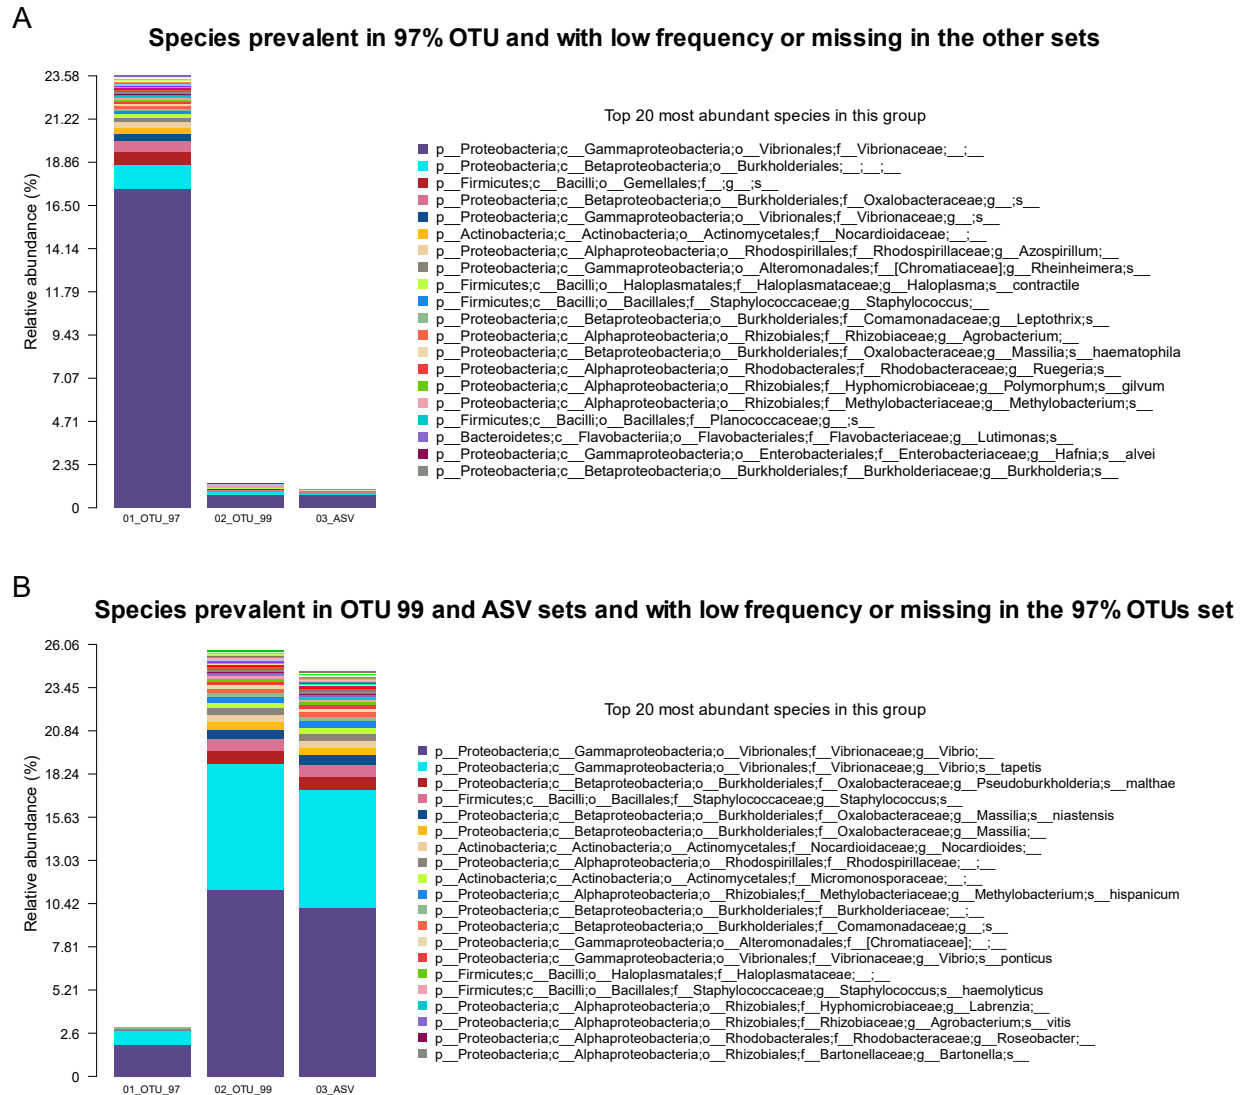 A
Species prevalent in 97% OTU and with low frequency or missing in the other sets
23.58
21.22
18.86
16.50
14.14
11.79
9.43
7.07
4.71
2.35
0
Relative abundance (%)
01_OTU_97
02_OTU_99
03_ASV
Top 20 most abundant species in this group
p__Proteobacteria;c__Gammaproteobacteria;o__Vibrionales;f__Vibrionaceae;__;__
p__Proteobacteria;c__Betaproteobacteria;o__Burkholderiales;__;__;__
p__Firmicutes;c__Bacilli;o__Gemellales;f__;g__;s__
p__Proteobacteria;c__Betaproteobacteria;o__Burkholderiales;f__Oxalobacteraceae;g__;s__
p__Proteobacteria;c__Gammaproteobacteria;o__Vibrionales;f__Vibrionaceae;g__;s__
p__Actinobacteria;c__Actinobacteria;o__Actinomycetales;f__Nocardioidaceae;__;__
p__Proteobacteria;c__Alphaproteobacteria;o__Rhodospirillales;f__Rhodospirillaceae;g__Azospirillum;__
p__Proteobacteria;c__Gammaproteobacteria;o__Alteromonadales;f__[Chromatiaceae];g__Rheinheimera;s__
p__Firmicutes;c__Bacilli;o__Haloplasmatales;f__Haloplasmataceae;g__Haloplasma;s__contractile
p__Firmicutes;c__Bacilli;o__Bacillales;f__Staphylococcaceae;g__Staphylococcus;__
p__Proteobacteria;c__Betaproteobacteria;o__Burkholderiales;f__Comamonadaceae;g__Leptothrix;s__
p__Proteobacteria;c__Alphaproteobacteria;o__Rhizobiales;f__Rhizobiaceae;g__Agrobacterium;__
p__Proteobacteria;c__Betaproteobacteria;o__Burkholderiales;f__Oxalobacteraceae;g__Massilia;s__haematophila
p__Proteobacteria;c__Alphaproteobacteria;o__Rhodobacterales;f__Rhodobacteraceae;g__Ruegeria;s__
p__Proteobacteria;c__Alphaproteobacteria;o__Rhizobiales;f__Hyphomicrobiaceae;g__Polymorphum;s__gilvum
p__Proteobacteria;c__Alphaproteobacteria;o__Rhizobiales;f__Methylobacteriaceae;g__Methylobacterium;s__
p__Firmicutes;c__Bacilli;o__Bacillales;f__Planococcaceae;g__;s__
p__Bacteroidetes;c__Flavobacteriia;o__Flavobacteriales;f__Flavobacteriaceae;g__Lutimonas;s__
p__Proteobacteria;c__Gammaproteobacteria;o__Enterobacteriales;f__Enterobacteriaceae;g__Hafnia;s__alvei
p__Proteobacteria;c__Betaproteobacteria;o__Burkholderiales;f__Burkholderiaceae;g__Burkholderia;s__
B
Species prevalent in OTU 99 and ASV sets and with low frequency or missing in the 97% OTUs set
26.06
23.45
20.84
18.24
15.63
13.03
10.42
7.81
5.21
2.6
0
Relative abundance (%)
01_OTU_97
02_OTU_99
03_ASV
Top 20 most abundant species in this group
p__Proteobacteria;c__Gammaproteobacteria;o__Vibrionales;f__Vibrionaceae;g__Vibrio;__
p__Proteobacteria;c__Gammaproteobacteria;o__Vibrionales;f__Vibrionaceae;g__Vibrio;s__tapetis
p__Proteobacteria;c__Betaproteobacteria;o__Burkholderiales;f__Oxalobacteraceae;g__Pseudoburkholderia;s__malthae
p__Firmicutes;c__Bacilli;o__Bacillales;f__Staphylococcaceae;g__Staphylococcus;s__
p__Proteobacteria;c__Betaproteobacteria;o__Burkholderiales;f__Oxalobacteraceae;g__Massilia;s__niastensis
p__Proteobacteria;c__Betaproteobacteria;o__Burkholderiales;f__Oxalobacteraceae;g__Massilia;__
p__Actinobacteria;c__Actinobacteria;o__Actinomycetales;f__Nocardioidaceae;g__Nocardioides;__
p__Proteobacteria;c__Alphaproteobacteria;o__Rhodospirillales;f__Rhodospirillaceae;__;__
p__Actinobacteria;c__Actinobacteria;o__Actinomycetales;f__Micromonosporaceae;__;__
p__Proteobacteria;c__Alphaproteobacteria;o__Rhizobiales;f__Methylobacteriaceae;g__Methylobacterium;s__hispanicum
p__Proteobacteria;c__Betaproteobacteria;o__Burkholderiales;f__Burkholderiaceae;__;__
p__Proteobacteria;c__Betaproteobacteria;o__Burkholderiales;f__Comamonadaceae;g__;s__
p__Proteobacteria;c__Gammaproteobacteria;o__Alteromonadales;f__[Chromatiaceae];__;__
p__Proteobacteria;c__Gammaproteobacteria;o__Vibrionales;f__Vibrionaceae;g__Vibrio;s__ponticus
p__Firmicutes;c__Bacilli;o__Haloplasmatales;f__Haloplasmataceae;__;__
p__Firmicutes;c__Bacilli;o__Bacillales;f__Staphylococcaceae;g__Staphylococcus;s__haemolyticus
p__Proteobacteria;c__Alphaproteobacteria;o__Rhizobiales;f__Hyphomicrobiaceae;g__Labrenzia;__
p__Proteobacteria;c__Alphaproteobacteria;o__Rhizobiales;f__Rhizobiaceae;g__Agrobacterium;s__vitis
p__Proteobacteria;c__Alphaproteobacteria;o__Rhodobacterales;f__Rhodobacteraceae;g__Roseobacter;__
p__Proteobacteria;c__Alphaproteobacteria;o__Rhizobiales;f__Bartonellaceae;g__Bartonella;s__